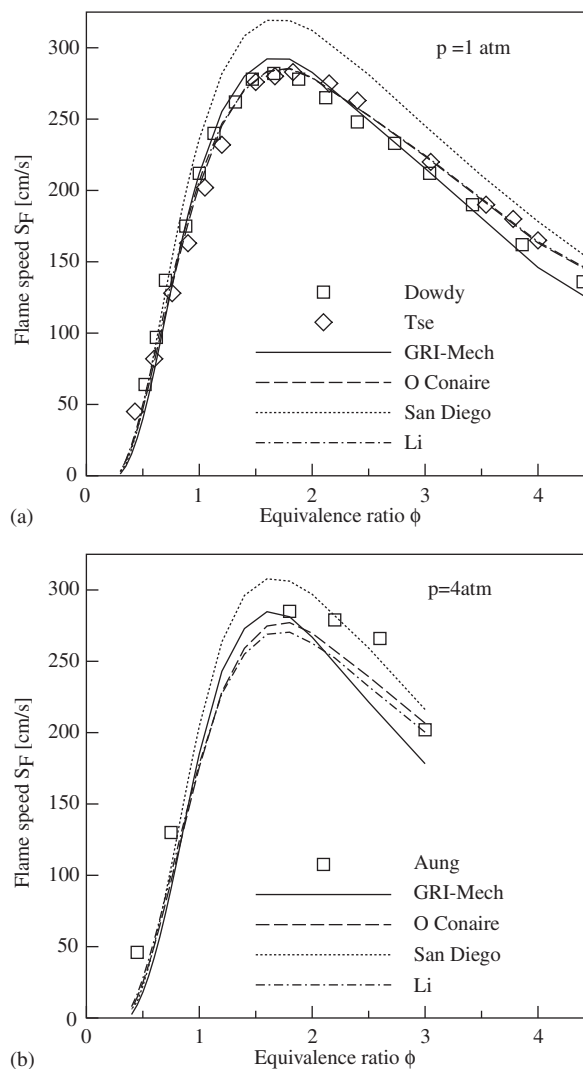 300
p =1 atm
250
200
150
100
50
0
Flame speed SF [cm/s]
Dowdy
Tse
GRI-Mech
O Conaire
San Diego
Li
0 1 2 3 4
(a)
Equivalence ratio ϕ
300
p=4atm
250
200
150
100
50
0
Flame speed SF [cm/s]
Aung
GRI-Mech
O Conaire
San Diego
Li
0 1 2 3 4
(b)
Equivalence ratio ϕ